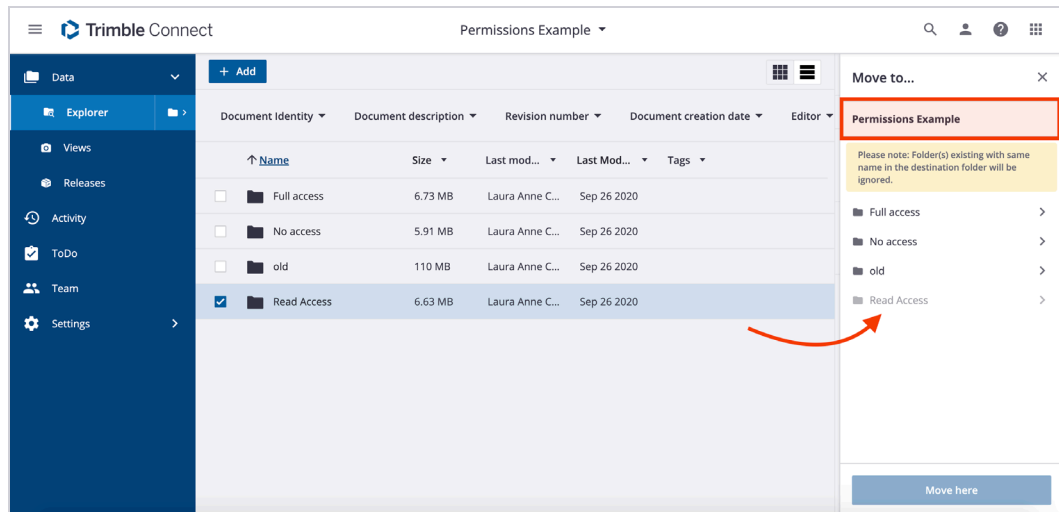 Trimble Connect
Permissions Example
Data
Explorer
Views
Releases
Activity
ToDo
Team
Settings
+ Add
Document Identity
Document description
Revision number
Document creation date
Editor
Name
Size
Last mod...
Last Mod...
Tags
Full access 6.73 MB Laura Anne C... Sep 26 2020
No access 5.91 MB Laura Anne C... Sep 26 2020
old 110 MB Laura Anne C... Sep 26 2020
Read Access 6.63 MB Laura Anne C... Sep 26 2020
Move to...
Permissions Example
Please note: Folder(s) existing with same
name in the destination folder will be
ignored.
Full access
No access
old
Read Access
Move here